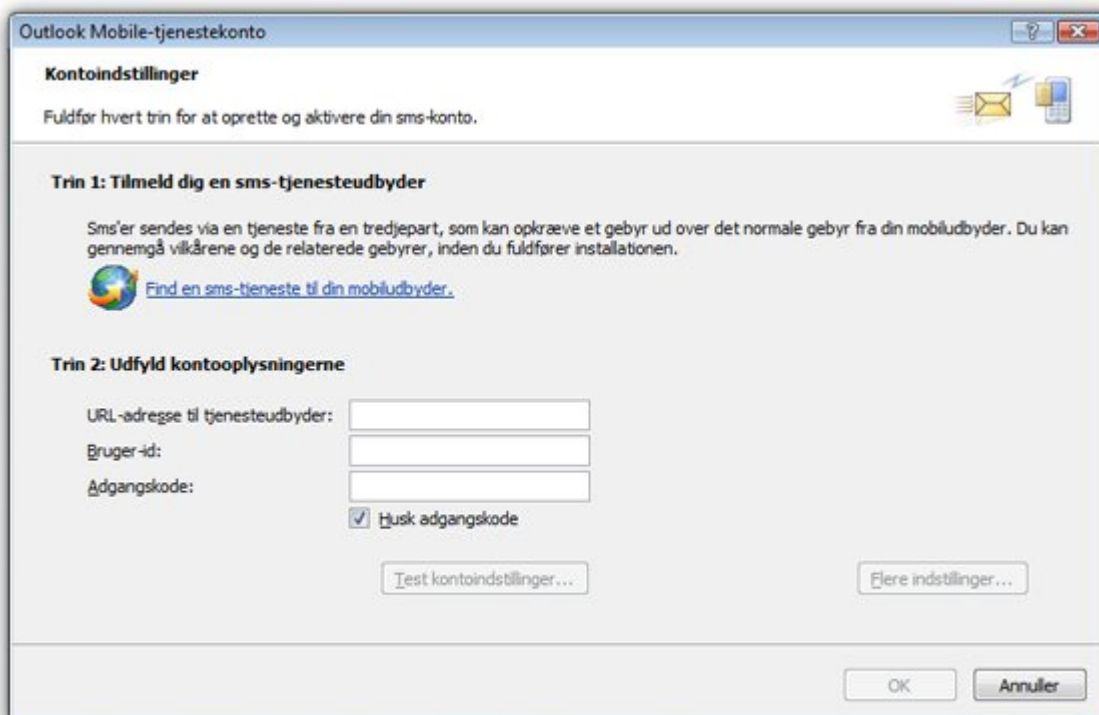 Outlook Mobile-tjenestekonto
Kontoindstillinger
Fuldfør hvert trin for at oprette og aktivere din sms-konto.
Trin 1: Tilmeld dig en sms-tjenesteudbyder
Sms'er sendes via en tjeneste fra en tredjepart, som kan opkræve et gebyr ud over det normale gebyr fra din mobiludbyder. Du kan
gennemgå vilkårene og de relaterede gebyrer, inden du fuldfører installationen.
Find en sms-tjeneste til din mobiludbyder.
Trin 2: Udfyld kontooplysningerne
URL-adresse til tjenesteudbyder:
Bruger-id:
Adgangskode:
Husk adgangskode
Test kontoindstillinger...
Flere indstillinger...
OK
Annuller